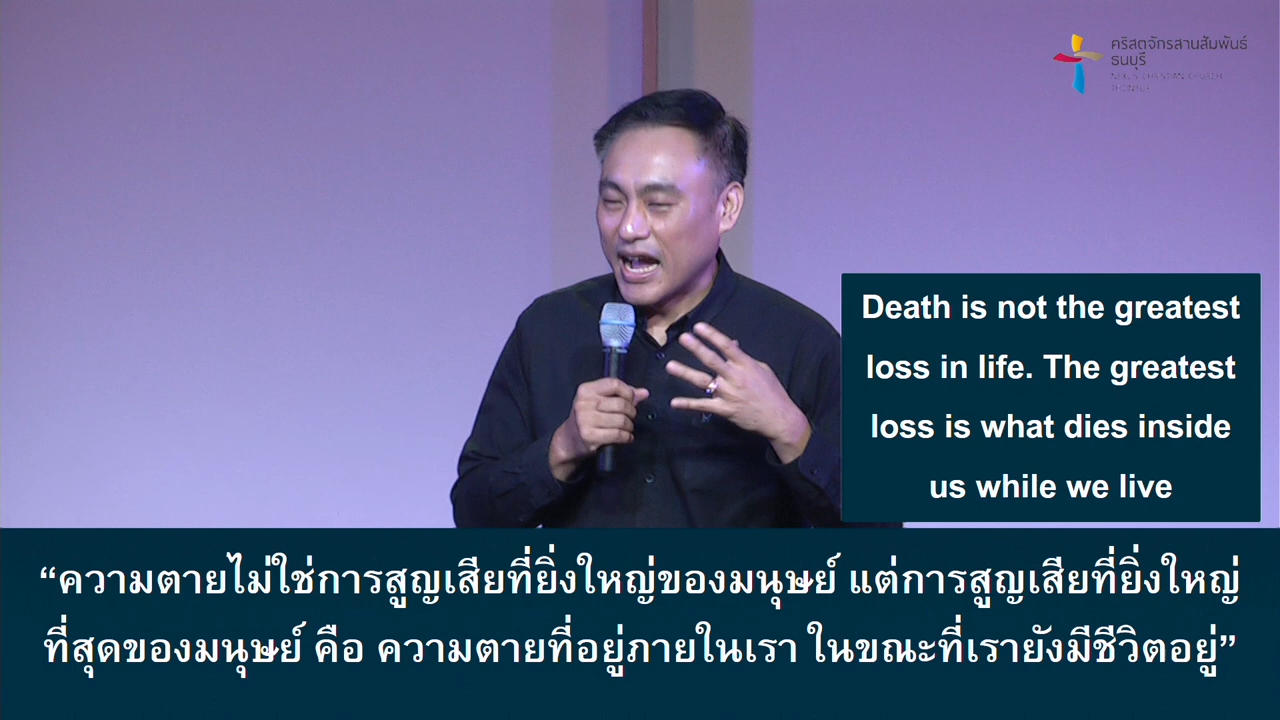 คริสตจักรสานสัมพันธ์
ธนบุรี
NEXUS CHRISTIAN CHURCH
THONBURI
Death is not the greatest
loss in life. The greatest
loss is what dies inside
us while we live
“ความตายไม่ใช่การสูญเสียที่ยิ่งใหญ่ของมนุษย์ แต่การสูญเสียที่ยิ่งใหญ่
ที่สุดของมนุษย์ คือ ความตายที่อยู่ภายในเรา ในขณะที่เรายังมีชีวิตอยู่”